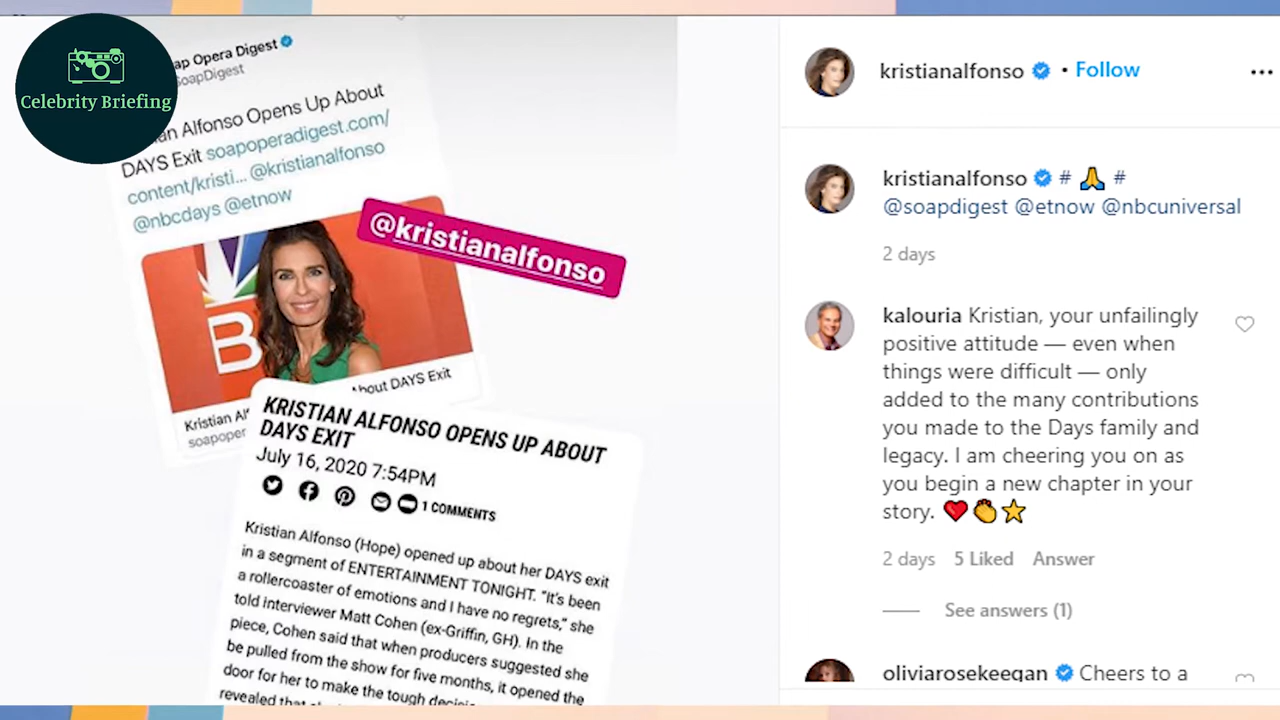 Celebrity Briefing
ap Opera Digest
SoapDigest
an Alfonso Opens Up About
DAYS Exit soapoperadigest.com/
content/kristi... @kristianalfonso
@nbcdays @etnow
@kristianalfonso
B
About DAYS Exit
Kristian Al
soapoper
KRISTIAN ALFONSO OPENS UP ABOUT
DAYS EXIT
July 16, 2020 7:54PM
1 COMMENTS
Kristian Alfonso (Hope) opened up about her DAYS exit
in a segment of ENTERTAINMENT TONIGHT. "It's been
a rollercoaster of emotions and I have no regrets," she
told interviewer Matt Cohen (ex-Griffin, GH). In the
piece, Cohen said that when producers suggested she
be pulled from the show for five months, it opened the
door for her to make the tough
revealed that
kristianalfonso • Follow
kristianalfonso # 🙏 #
@soapdigest @etnow @nbcuniversal
2 days
kalouria Kristian, your unfailingly
positive attitude — even when
things were difficult — only
added to the many contributions
you made to the Days family and
legacy. I am cheering you on as
you begin a new chapter in your
story. ❤️👏⭐
2 days 5 Liked Answer
See answers (1)
oliviarosekeegan Cheers to a